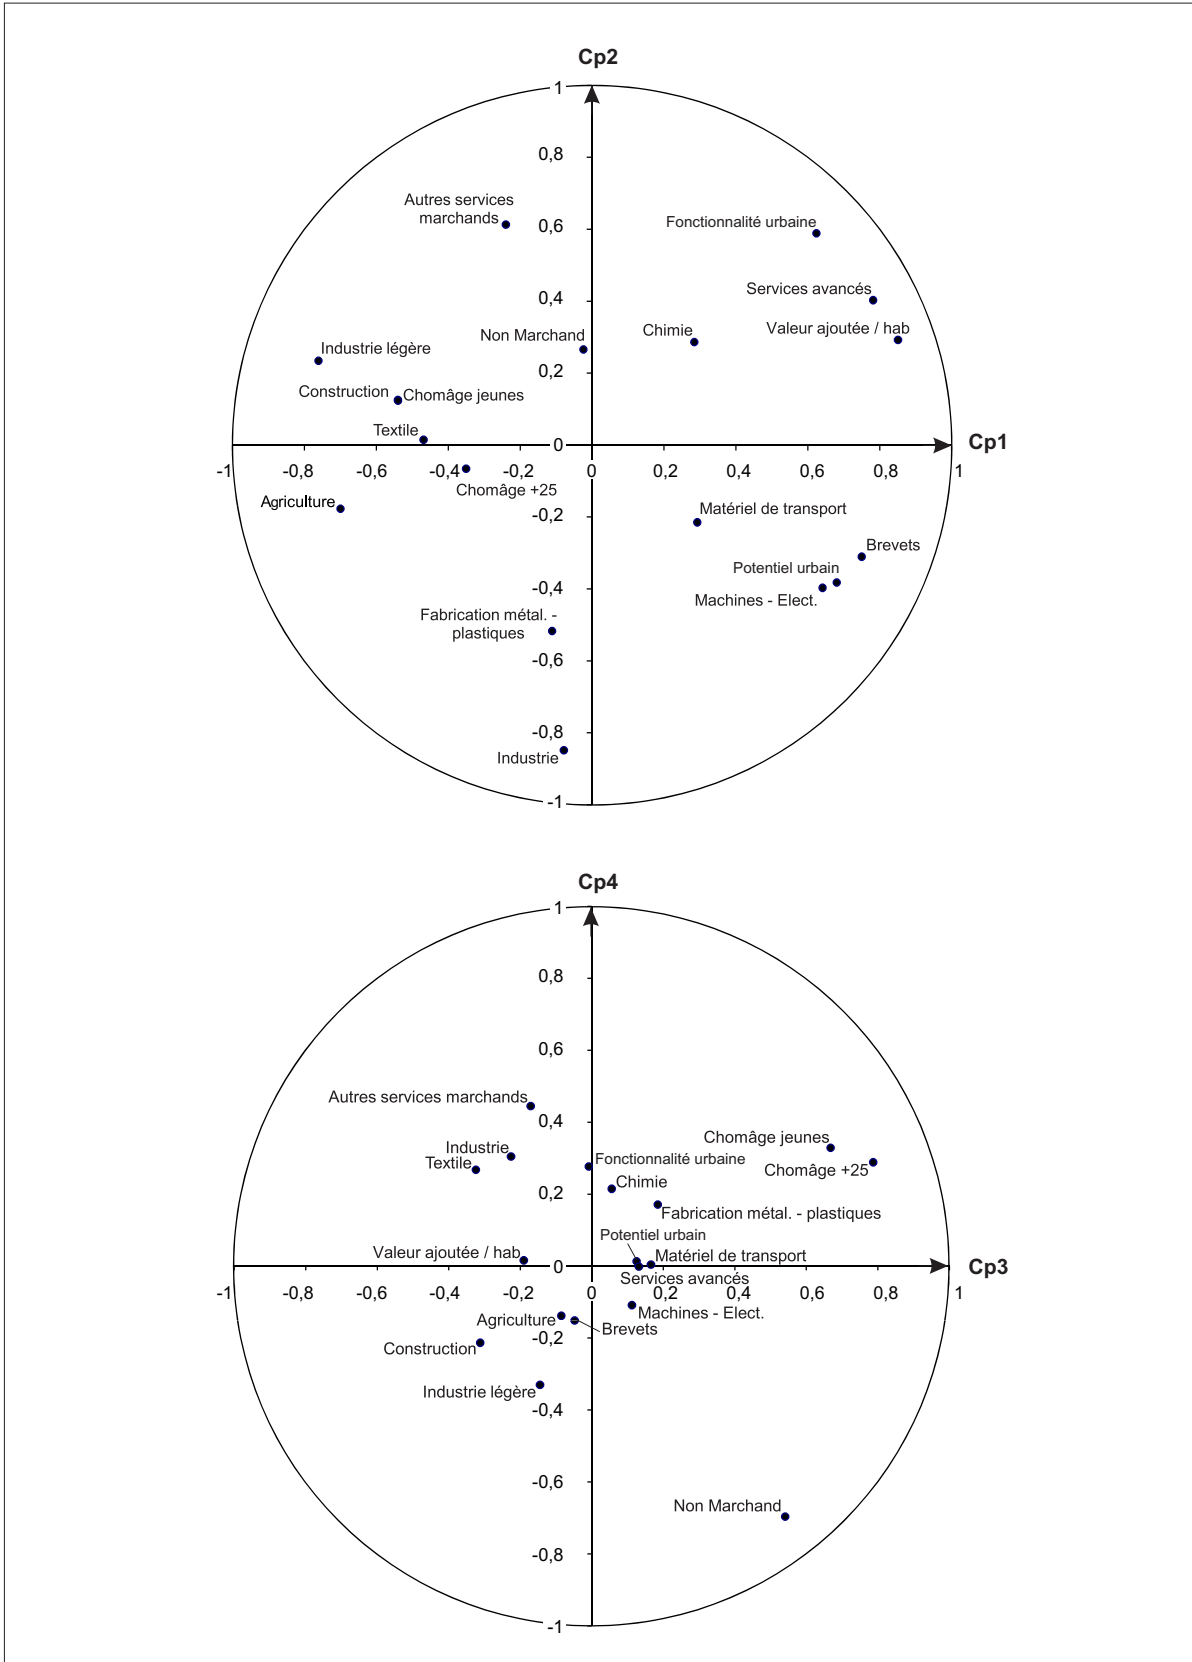 Cp2
1
0,8
Autres services
marchands
0,6
Fonctionnalité urbaine
Services avancés
0,4
Non Marchand
Chimie
Valeur ajoutée / hab
Industrie légère
0,2
Construction
Chomâge jeunes
Textile
0
Cp1
-1
-0,8
-0,6
-0,4
-0,2
0
0,2
0,4
0,6
0,8
1
Chomâge +25
Agriculture
-0,2
Matériel de transport
Brevets
Potentiel urbain
-0,4
Machines - Elect.
Fabrication métal. -
plastiques
-0,6
-0,8
Industrie
-1
Cp4
1
0,8
0,6
Autres services marchands
0,4
Chomâge jeunes
Industrie
Textile
Fonctionnalité urbaine
Chomâge +25
Chimie
0,2
Fabrication métal. - plastiques
Potentiel urbain
Valeur ajoutée / hab
Matériel de transport
0
Cp3
Services avancés
-1
-0,8
-0,6
-0,4
-0,2
0
0,2
0,4
0,6
0,8
1
Machines - Elect.
Agriculture
Brevets
-0,2
Construction
Industrie légère
-0,4
-0,6
Non Marchand
-0,8
-1